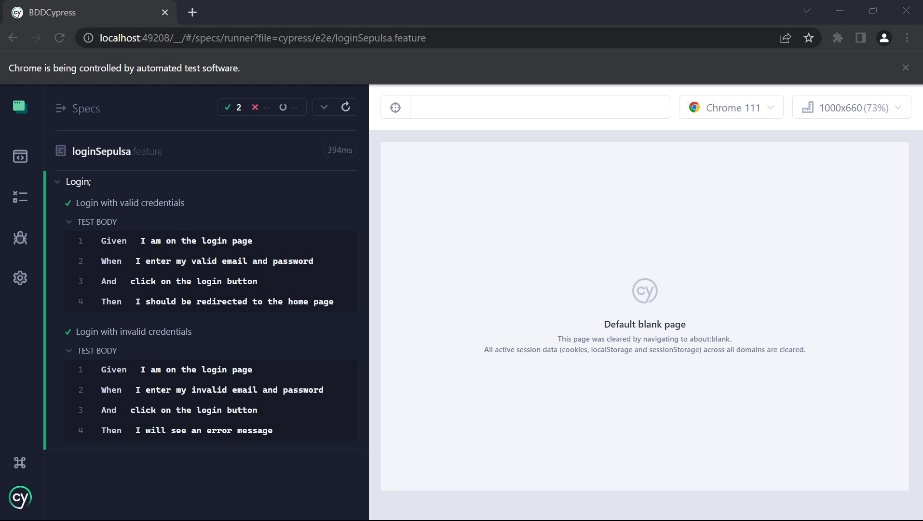 cy BDDCypress
localhost:49208/__/#/specs/runner?file=cypress/e2e/loginSepulsa.feature
Chrome is being controlled by automated test software.
Specs
2 -- --
Chrome 111
1000x660 (73%)
loginSepulsa feature
394ms
Login;
Login with valid credentials
TEST BODY
1 Given I am on the login page
2 When I enter my valid email and password
3 And click on the login button
4 Then I should be redirected to the home page
Login with invalid credentials
TEST BODY
1 Given I am on the login page
2 When I enter my invalid email and password
3 And click on the login button
4 Then I will see an error message
cy
cy
Default blank page
This page was cleared by navigating to about:blank.
All active session data (cookies, localStorage and sessionStorage) across all domains are cleared.